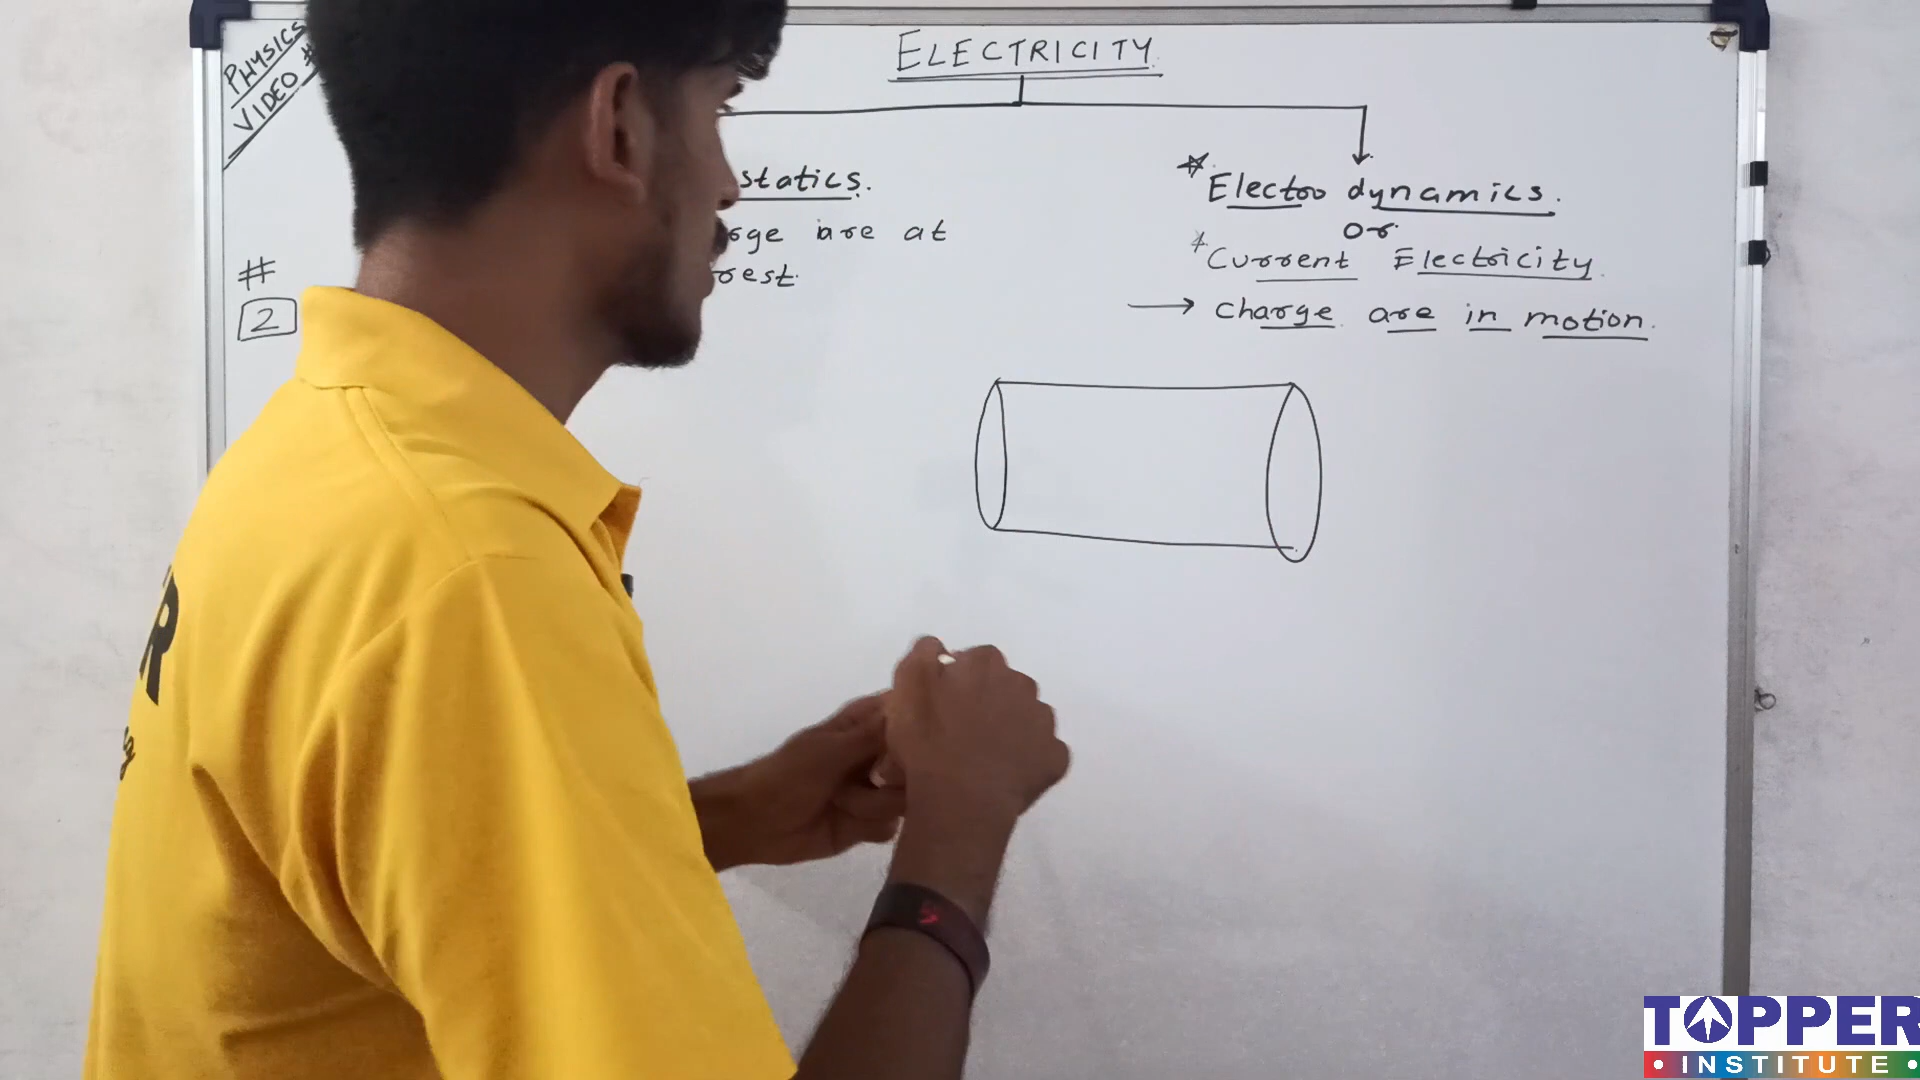 PHYSICS
VIDEO #
ELECTRICITY
statics.
are at
rest.
#
2
Electro dynamics.
or
Current Electricity.
→ charge are in motion.
TOPPER
• INSTITUTE •